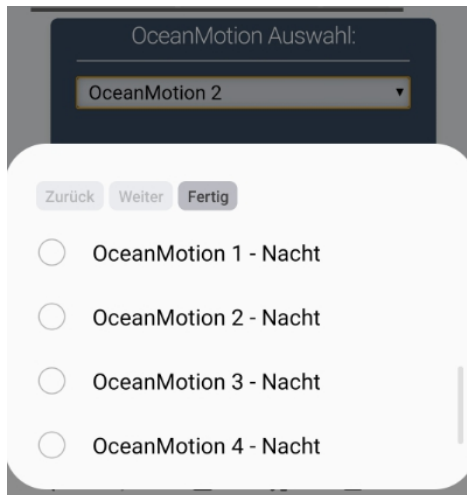 OceanMotion Auswahl:
OceanMotion 2
Zurück Weiter Fertig
OceanMotion 1 - Nacht
OceanMotion 2 - Nacht
OceanMotion 3 - Nacht
OceanMotion 4 - Nacht